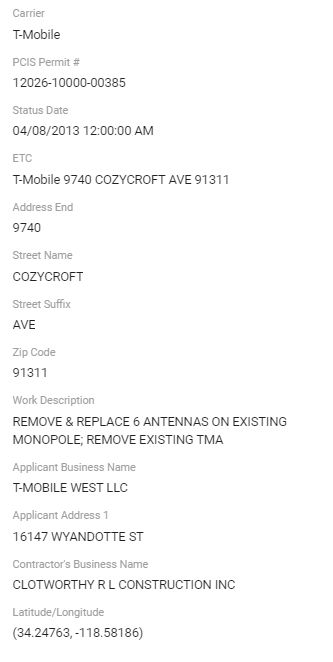 Carrier
T-Mobile
PCIS Permit #
12026-10000-00385
Status Date
04/08/2013 12:00:00 AM
ETC
T-Mobile 9740 COZYCROFT AVE 91311
Address End
9740
Street Name
COZYCROFT
Street Suffix
AVE
Zip Code
91311
Work Description
REMOVE & REPLACE 6 ANTENNAS ON EXISTING
MONOPOLE; REMOVE EXISTING TMA
Applicant Business Name
T-MOBILE WEST LLC
Applicant Address 1
16147 WYANDOTTE ST
Contractor's Business Name
CLOTWORTHY R L CONSTRUCTION INC
Latitude/Longitude
(34.24763, -118.58186)